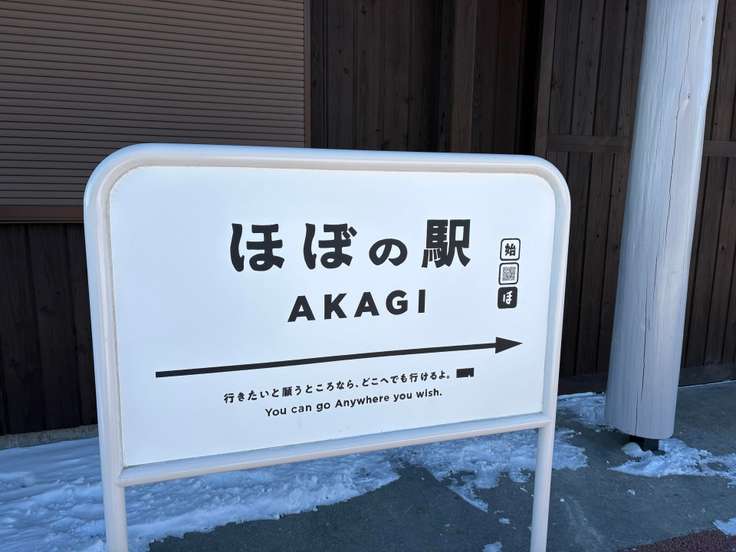 ほぼの駅
AKAGI
始
ほ
行きたいと願うところなら、どこへでも行けるよ。
You can go Anywhere you wish.